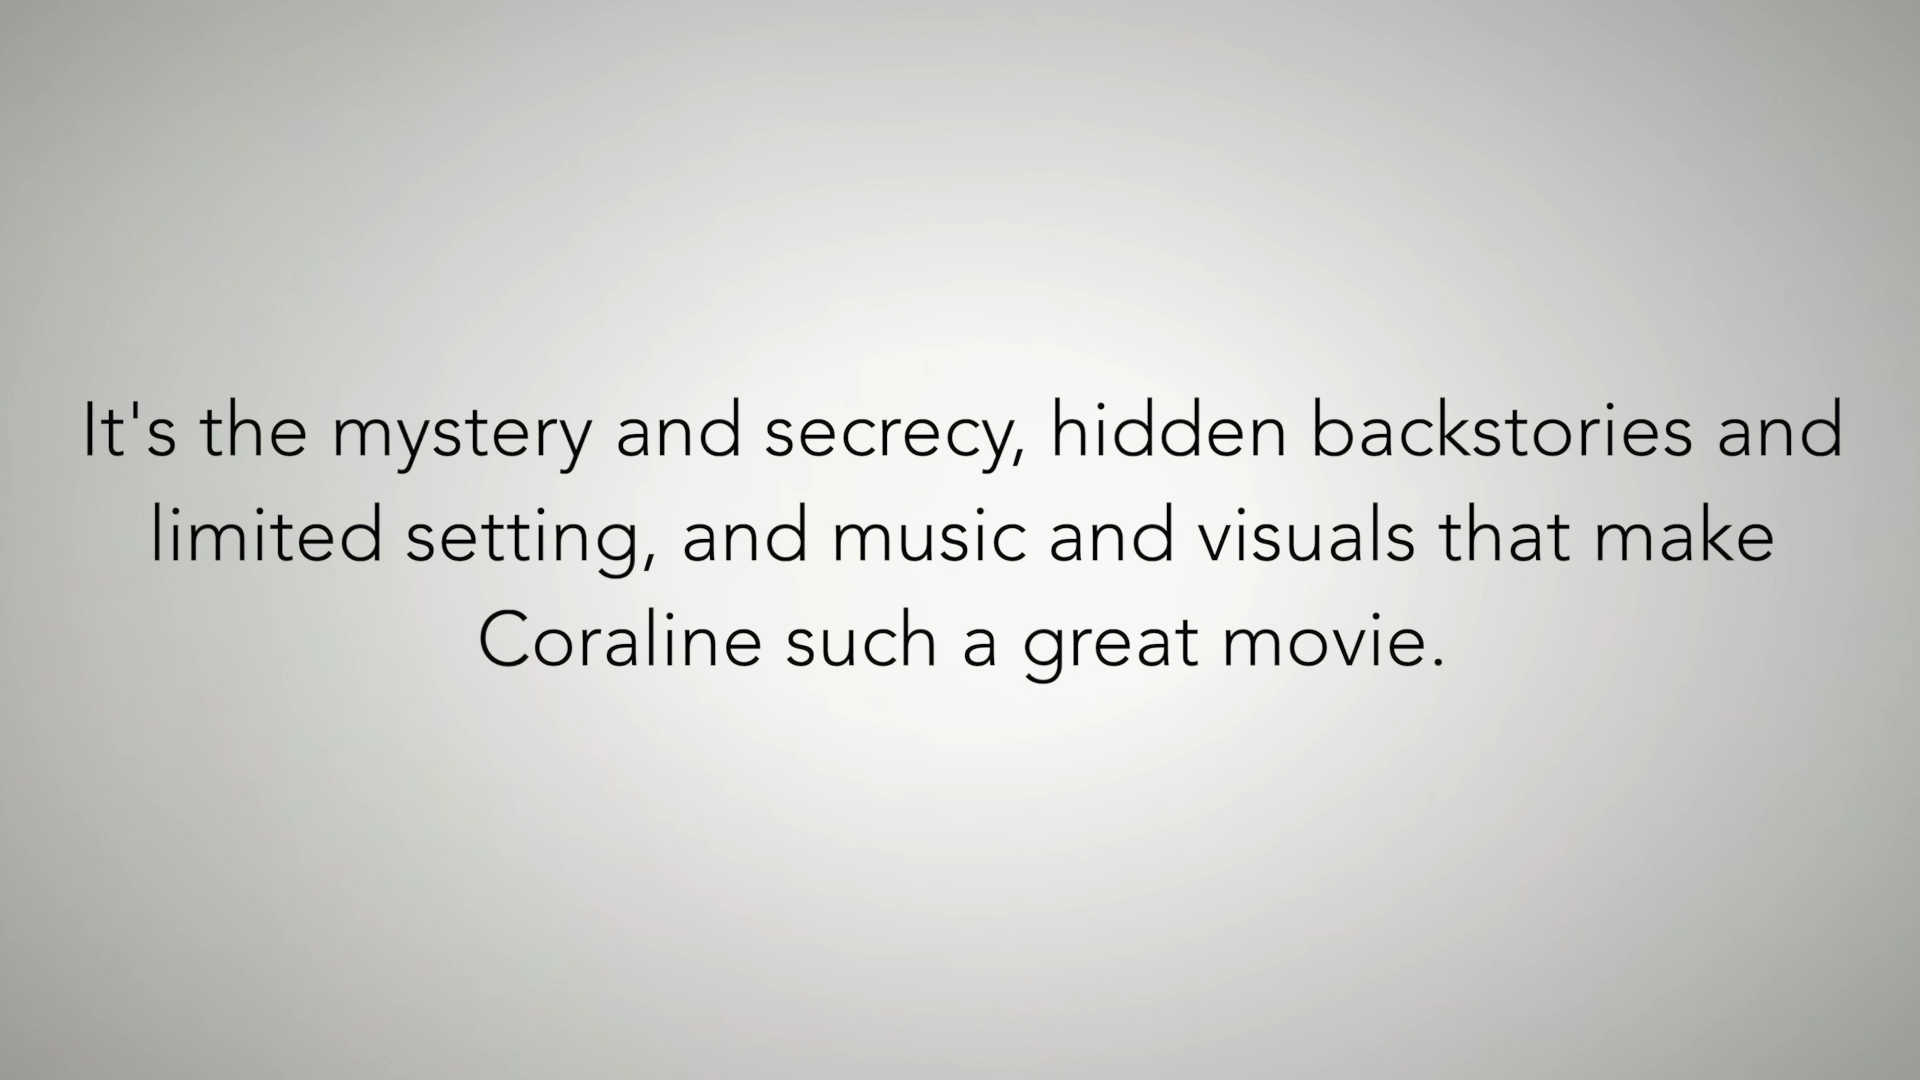 It's the mystery and secrecy, hidden backstories and
limited setting, and music and visuals that make
Coraline such a great movie.